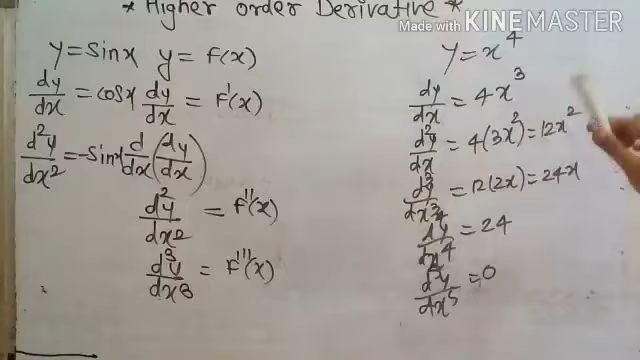 * Higher order Derivative *
Made with KINEMASTER
y = Sinx y = F(x)
dy/dx = cosx dy/dx = F'(x)
d²y/dx² = -Sinx d/dx (dy/dx)
d²y/dx² = F''(x)
d³y/dx³ = F'''(x)
y = x⁴
dy/dx = 4x³
d²y/dx = 4(3x²) = 12x²
d³y/dx³ = 12(2x) = 24x
d⁴y/dx⁴ = 24
d⁵y/dx⁵ = 0